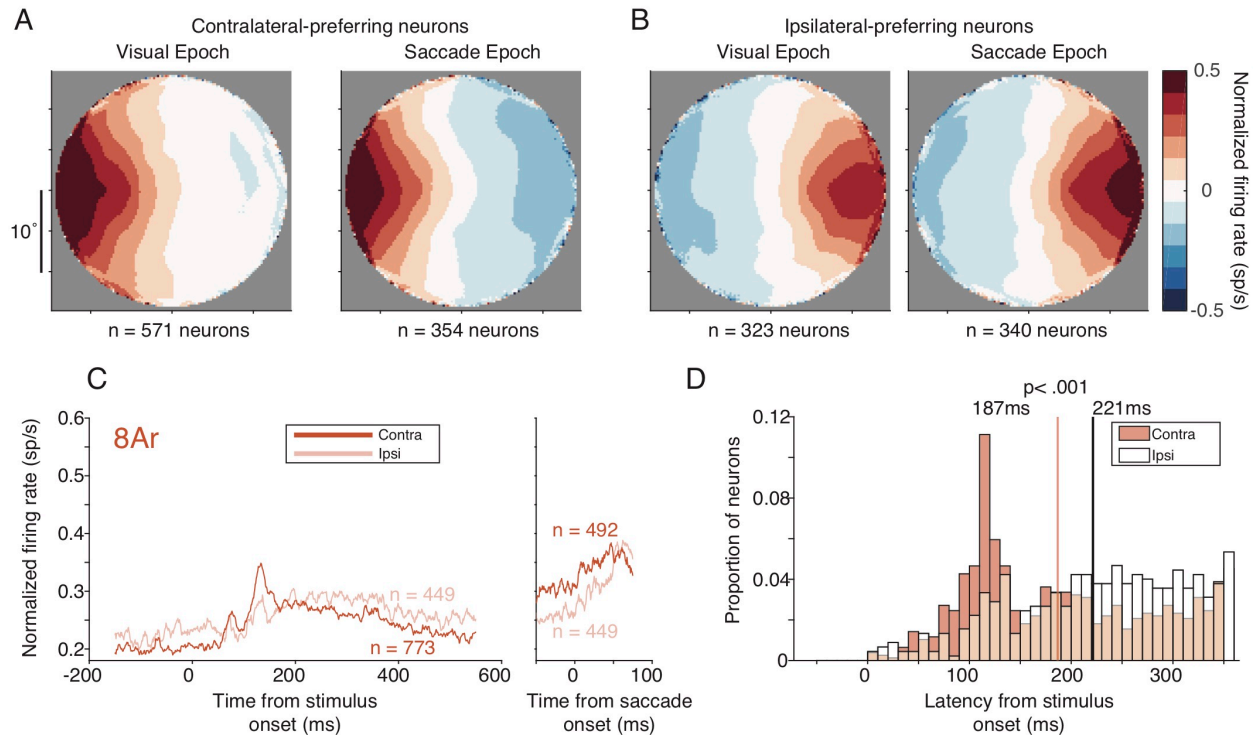 A
Contralateral-preferring neurons
Visual Epoch
Saccade Epoch
10°
n = 571 neurons
n = 354 neurons
B
Ipsilateral-preferring neurons
Visual Epoch
Saccade Epoch
n = 323 neurons
n = 340 neurons
0.5
0
-0.5
Normalized firing rate (sp/s)
C
8Ar
Contra
Ipsi
0.6
0.5
0.4
0.3
0.2
Normalized firing rate (sp/s)
n = 449
n = 773
-200
0
200
400
600
Time from stimulus
onset (ms)
n = 492
n = 449
0
100
Time from saccade
onset (ms)
D
p< .001
187ms
221ms
Contra
Ipsi
0.12
0.08
0.04
0
Proportion of neurons
0
100
200
300
Latency from stimulus
onset (ms)